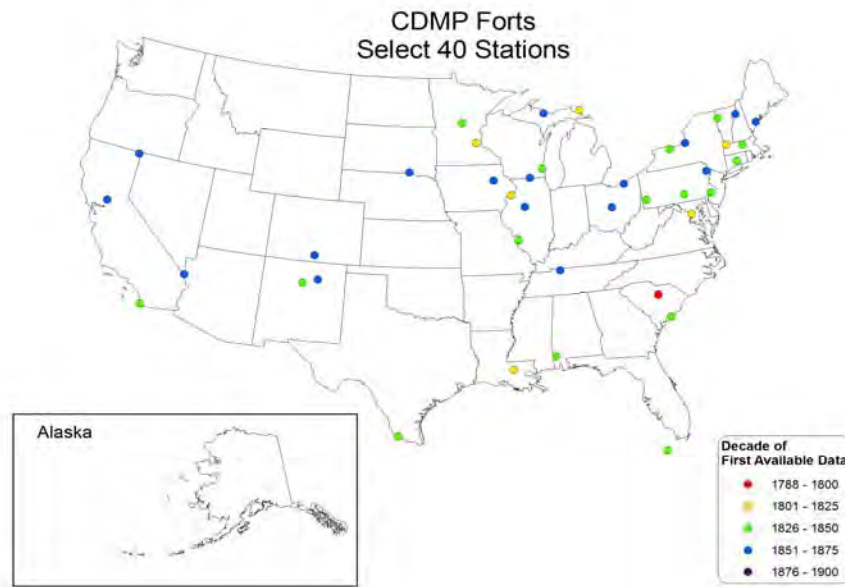 CDMP Forts
Select 40 Stations
Alaska
Decade of
First Available Data
1788 - 1800
1801 - 1825
1826 - 1850
1851 - 1875
1876 - 1900